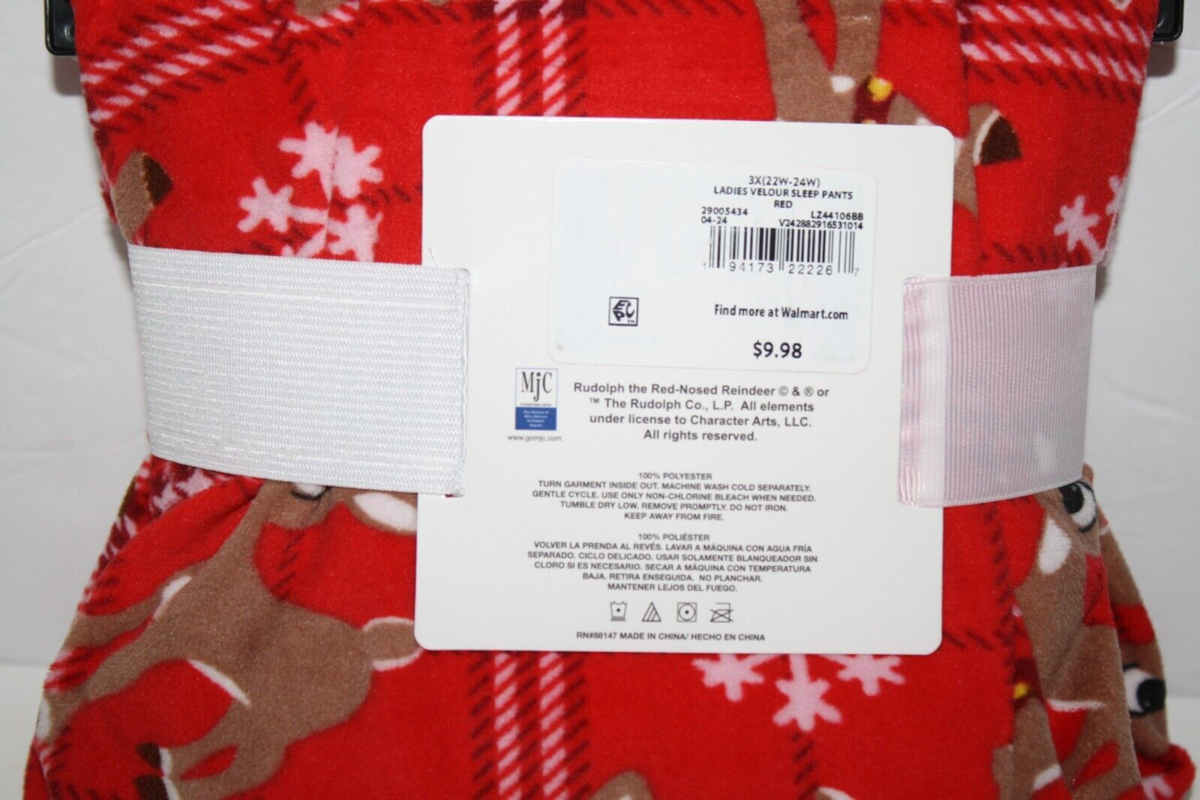 3X(22W-24W)
LADIES VELOUR SLEEP PANTS
RED
29005434 LZ44106BB
04-24 V242882916531014
1 94173 22226 7
EPC
Find more at Walmart.com
$9.98
MjC
www.gomjc.com
Rudolph the Red-Nosed Reindeer © & ® or
™ The Rudolph Co., L.P. All elements
under license to Character Arts, LLC.
All rights reserved.
100% POLYESTER
TURN GARMENT INSIDE OUT. MACHINE WASH COLD SEPARATELY.
GENTLE CYCLE. USE ONLY NON-CHLORINE BLEACH WHEN NEEDED.
TUMBLE DRY LOW. REMOVE PROMPTLY. DO NOT IRON.
KEEP AWAY FROM FIRE.
100% POLIÉSTER
VOLVER LA PRENDA AL REVÉS. LAVAR A MÁQUINA CON AGUA FRÍA
SEPARADO. CICLO DELICADO. USAR SOLAMENTE BLANQUEADOR SIN
CLORO SI ES NECESARIO. SECAR A MÁQUINA CON TEMPERATURA
BAJA. RETIRA ENSEGUIDA. NO PLANCHAR.
MANTENER LEJOS DEL FUEGO.
RN#88147 MADE IN CHINA/ HECHO EN CHINA